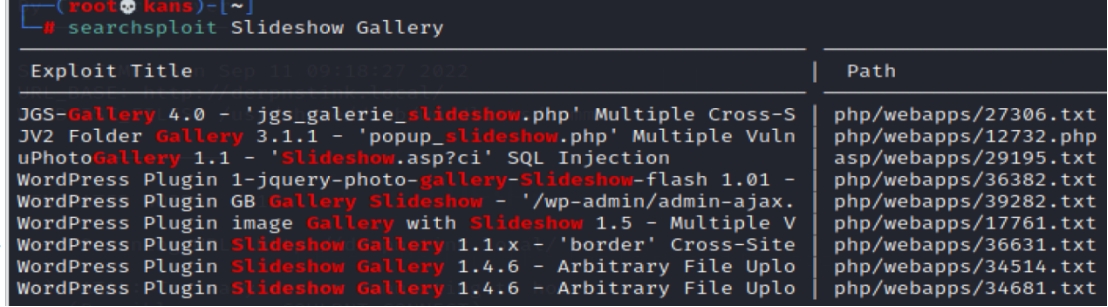 (root kans)-[~]
# searchsploit Slideshow Gallery
Exploit Title | Path
JGS-Gallery 4.0 - 'jgs_galerie_slideshow.php' Multiple Cross-S | php/webapps/27306.txt
JV2 Folder Gallery 3.1.1 - 'popup_slideshow.php' Multiple Vuln | php/webapps/12732.php
uPhotoGallery 1.1 - 'Slideshow.asp?ci' SQL Injection | asp/webapps/29195.txt
WordPress Plugin 1-jquery-photo-gallery-Slideshow-flash 1.01 - | php/webapps/36382.txt
WordPress Plugin GB Gallery Slideshow - '/wp-admin/admin-ajax. | php/webapps/39282.txt
WordPress Plugin image Gallery with Slideshow 1.5 - Multiple V | php/webapps/17761.txt
WordPress Plugin Slideshow Gallery 1.1.x - 'border' Cross-Site | php/webapps/36631.txt
WordPress Plugin Slideshow Gallery 1.4.6 - Arbitrary File Uplo | php/webapps/34514.txt
WordPress Plugin Slideshow Gallery 1.4.6 - Arbitrary File Uplo | php/webapps/34681.txt